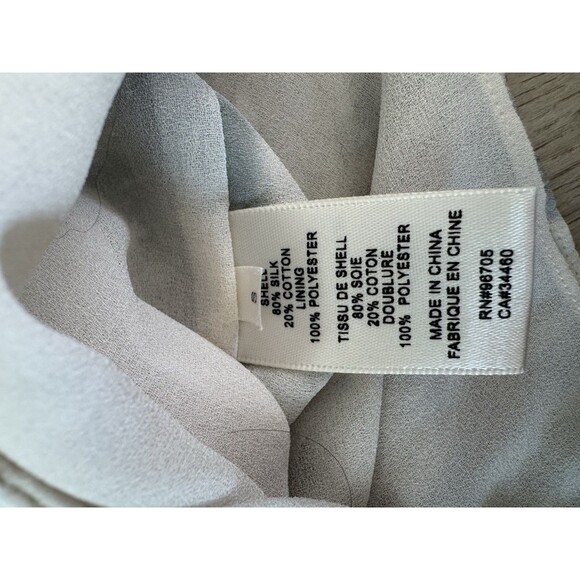 S
SHELL
80% SILK
20% COTTON
LINING
100% POLYESTER
TISSU DE SHELL
80% SOIE
20% COTON
DOUBLURE
100% POLYESTER
MADE IN CHINA
FABRIQUE EN CHINE
RN#98705
CA#34460